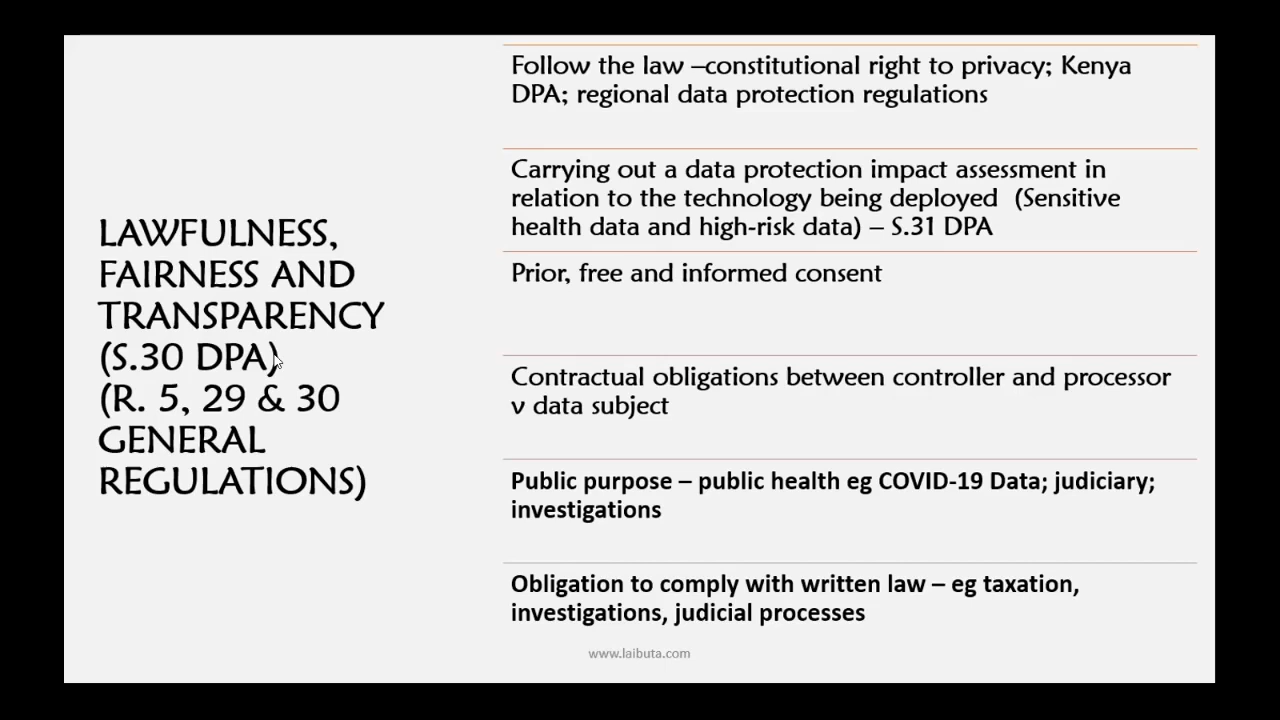 LAWFULNESS,
FAIRNESS AND
TRANSPARENCY
(S.30 DPA)
(R. 5, 29 & 30
GENERAL
REGULATIONS)
Follow the law –constitutional right to privacy; Kenya
DPA; regional data protection regulations
Carrying out a data protection impact assessment in
relation to the technology being deployed (Sensitive
health data and high-risk data) – S.31 DPA
Prior, free and informed consent
Contractual obligations between controller and processor
v data subject
Public purpose – public health eg COVID-19 Data; judiciary;
investigations
Obligation to comply with written law – eg taxation,
investigations, judicial processes
www.laibuta.com